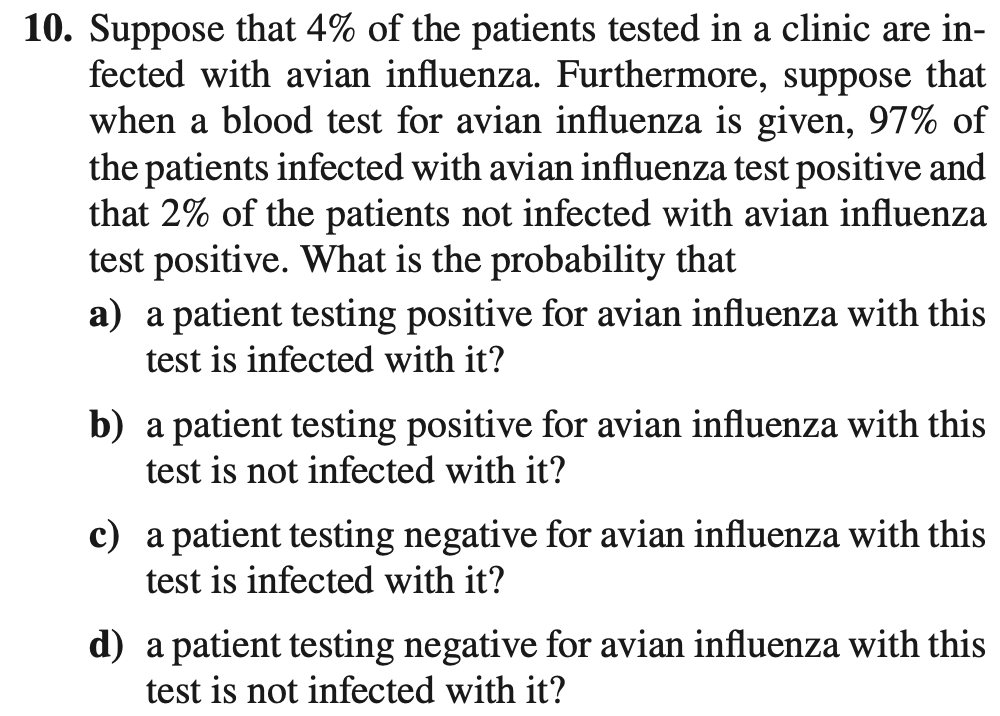 10. Suppose that 4% of the patients tested in a clinic are in-
fected with avian influenza. Furthermore, suppose that
when a blood test for avian influenza is given, 97% of
the patients infected with avian influenza test positive and
that 2% of the patients not infected with avian influenza
test positive. What is the probability that
a) a patient testing positive for avian influenza with this
test is infected with it?
b) a patient testing positive for avian influenza with this
test is not infected with it?
c) a patient testing negative for avian influenza with this
test is infected with it?
d) a patient testing negative for avian influenza with this
test is not infected with it?